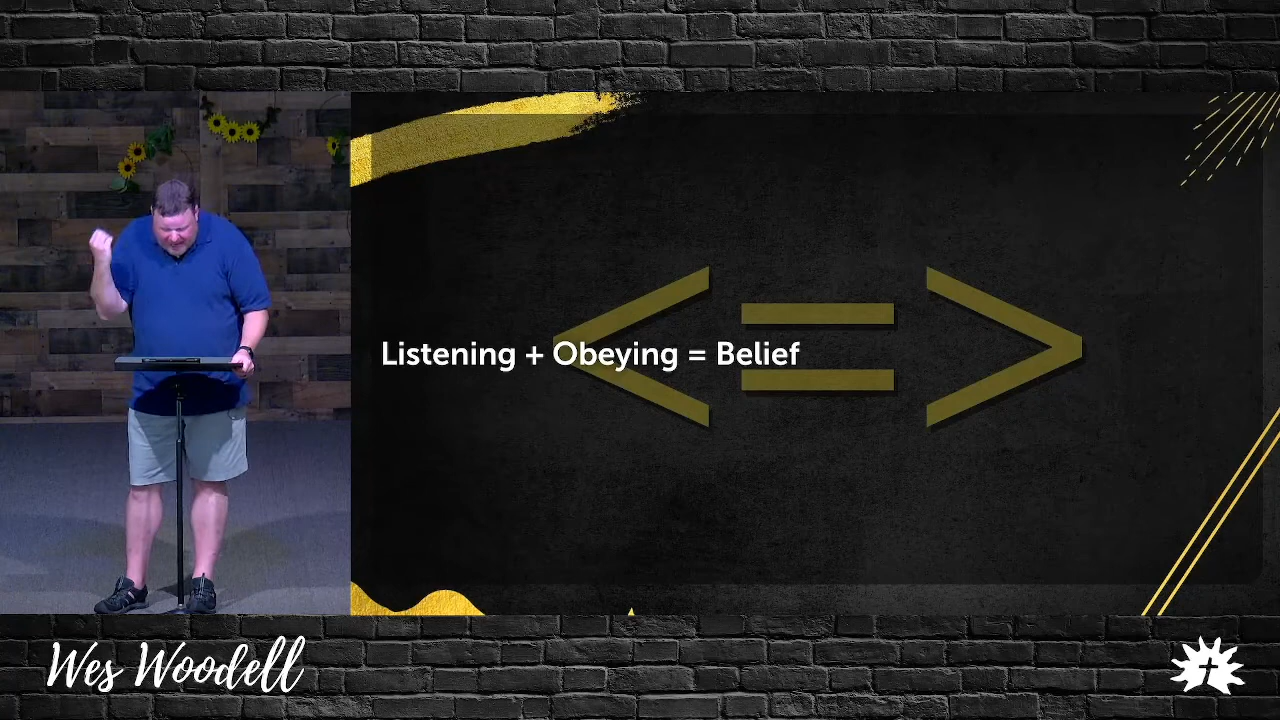 < = >
Listening + Obeying = Belief
Wes Woodell